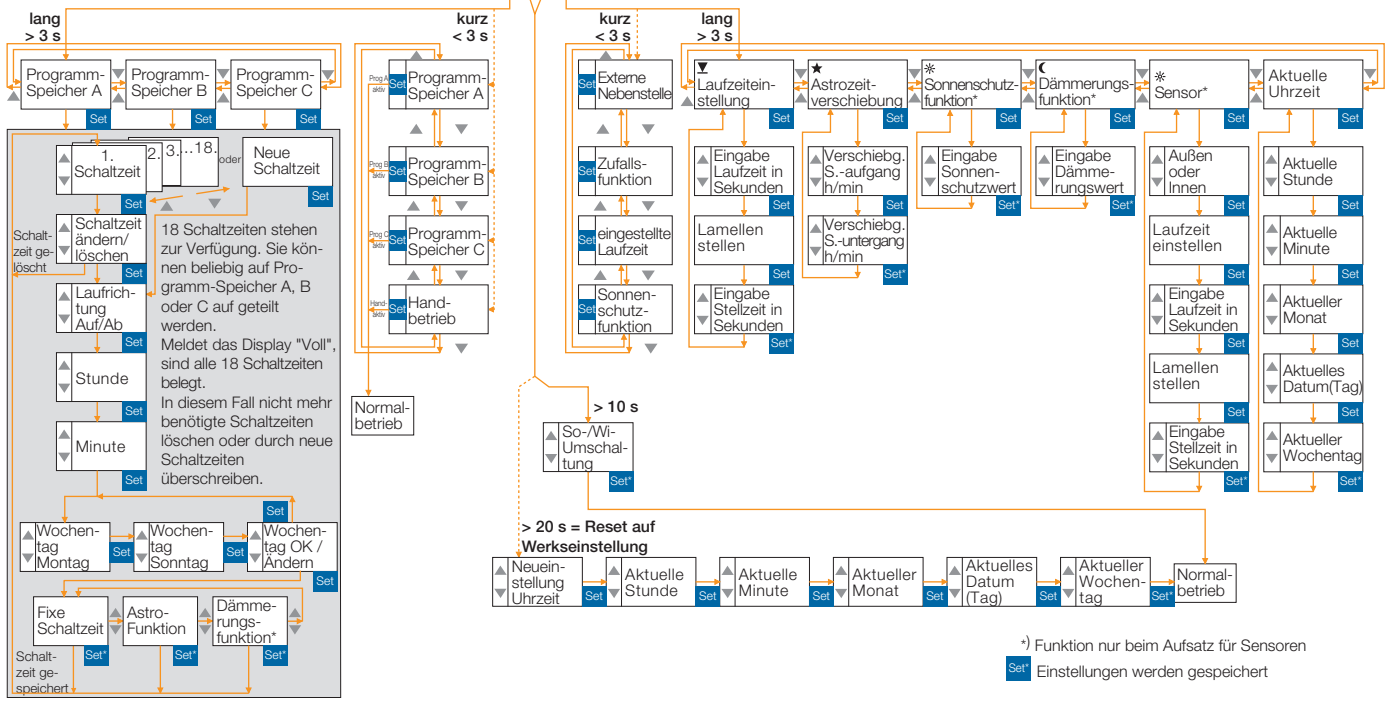 lang
> 3 s
kurz
< 3 s
kurz
< 3 s
lang
> 3 s
Programm-
Speicher A
Set
Programm-
Speicher B
Set
Programm-
Speicher C
Set
1.
Schaltzeit
2.
3.
...18.
Set
oder
Neue
Schaltzeit
Set
Schalt-
zeit ge-
löscht
Schaltzeit
ändern/
löschen
Set
Laufrich-
tung
Auf/Ab
Set
Stunde
Set
Minute
Set
18 Schaltzeiten stehen
zur Verfügung. Sie kön-
nen beliebig auf Pro-
gramm-Speicher A, B
oder C auf geteilt
werden.
Meldet das Display "Voll",
sind alle 18 Schaltzeiten
belegt.
In diesem Fall nicht mehr
benötigte Schaltzeiten
löschen oder durch neue
Schaltzeiten
überschreiben.
Set
Wochen-
tag
Montag
Set
Wochen-
tag
Sonntag
Set
Wochen-
tag OK /
Ändern
Set
Fixe
Schaltzeit
Set*
Astro-
Funktion
Set*
Dämme-
rungs-
funktion*
Set*
Schalt-
zeit ge-
speichert
Prog A
aktiv
Set
Programm-
Speicher A
Prog B
aktiv
Set
Programm-
Speicher B
Prog C
aktiv
Set
Programm-
Speicher C
Hand-
aktiv
Set
Hand-
betrieb
Normal-
betrieb
Set
Externe
Nebenstelle
Set
Zufalls-
funktion
Set
eingestellte
Laufzeit
Set
Sonnen-
schutz-
funktion
Laufzeitein-
stellung
Set
Eingabe
Laufzeit in
Sekunden
Set
Lamellen
stellen
Set
Eingabe
Stellzeit in
Sekunden
Set*
Astrozeit-
verschiebung
Set
Verschiebg.
S.-aufgang
h/min
Set
Verschiebg.
S.-untergang
h/min
Set*
Sonnenschutz-
funktion*
Set
Eingabe
Sonnen-
schutzwert
Set*
Dämmerungs-
funktion*
Set
Eingabe
Dämme-
rungswert
Set*
Sensor*
Set
Außen
oder
Innen
Set
Laufzeit
einstellen
Set
Eingabe
Laufzeit in
Sekunden
Set
Lamellen
stellen
Set
Eingabe
Stellzeit in
Sekunden
Set*
Aktuelle
Uhrzeit
Set
Aktuelle
Stunde
Set
Aktuelle
Minute
Set
Aktueller
Monat
Set
Aktuelles
Datum(Tag)
Set
Aktueller
Wochentag
Set*
> 10 s
So-/Wi-
Umschal-
tung
Set*
> 20 s = Reset auf
Werkseinstellung
Neuein-
stellung
Uhrzeit
Set
Aktuelle
Stunde
Set
Aktuelle
Minute
Set
Aktueller
Monat
Set
Aktuelles
Datum
(Tag)
Set
Aktueller
Wochen-
tag
Set*
Normal-
betrieb
*) Funktion nur beim Aufsatz für Sensoren
Set* Einstellungen werden gespeichert